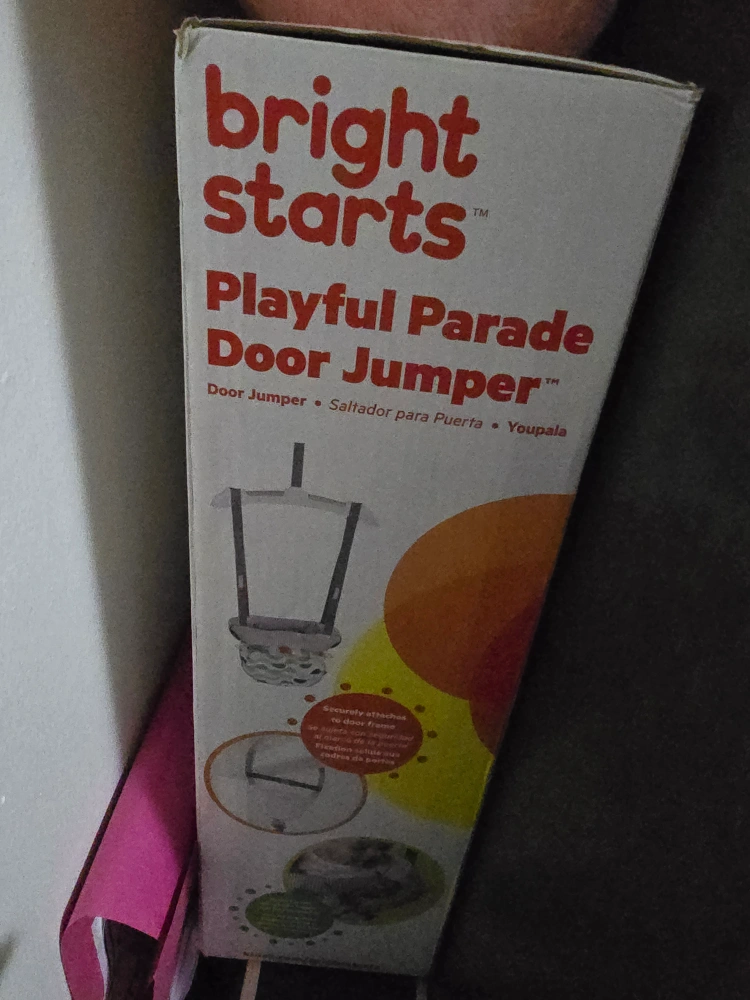 bright
starts™
Playful Parade
Door Jumper™
Door Jumper • Saltador para Puerta • Youpala
Securely attaches
to door frame